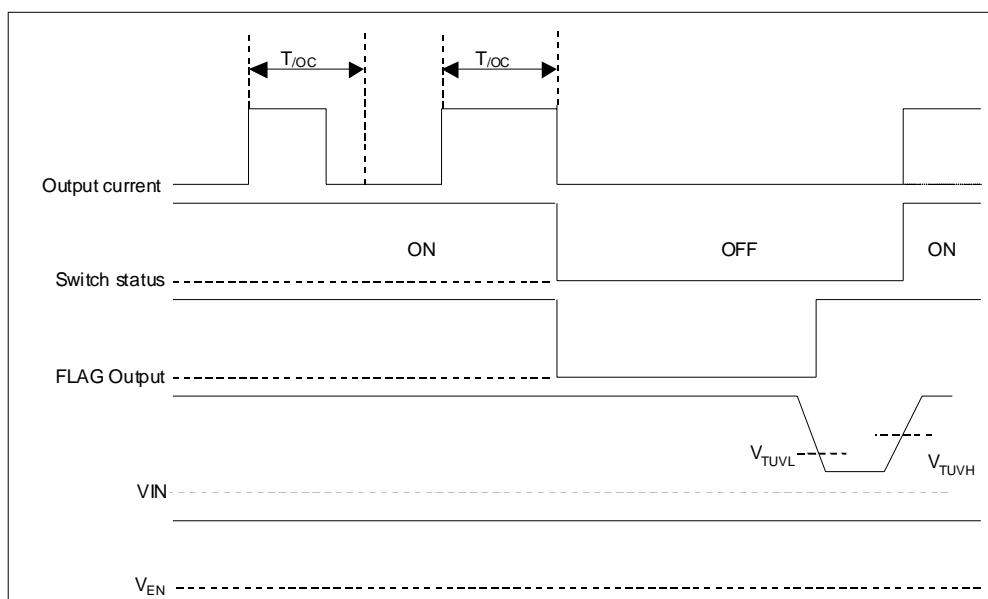 T/OC T/OC
Output current
ON OFF ON
Switch status
FLAG Output
VTUVL VTUVH
VIN
VEN